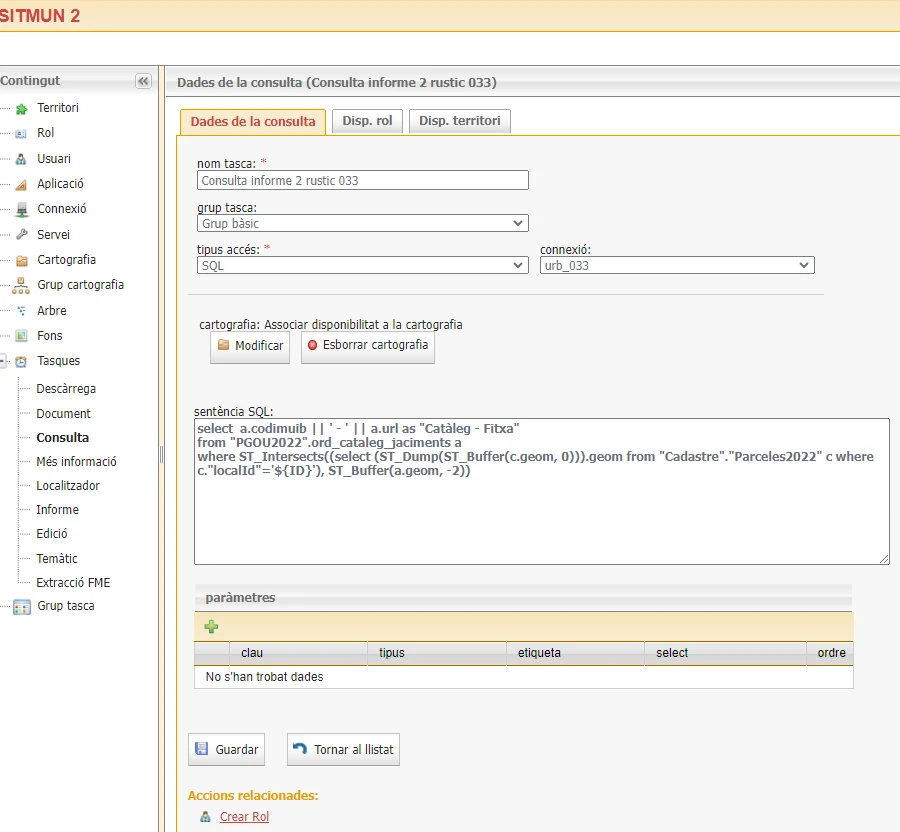 SITMUN 2
Contingut
Territori
Rol
Usuari
Aplicació
Connexió
Servei
Cartografia
Grup cartografia
Arbre
Fons
Tasques
Descàrrega
Document
Consulta
Més informació
Localitzador
Informe
Edició
Temàtic
Extracció FME
Grup tasca
Dades de la consulta (Consulta informe 2 rustic 033)
Dades de la consulta Disp. rol Disp. territori
nom tasca: *
Consulta informe 2 rustic 033
grup tasca:
Grup bàsic
tipus accés: * connexió:
SQL urb_033
cartografia: Associar disponibilitat a la cartografia
Modificar Esborrar cartografia
sentència SQL:
select a.codimuib || ' - ' || a.url as "Catàleg - Fitxa"
from "PGOU2022".ord_cataleg_jaciments a
where ST_Intersects((select (ST_Dump(ST_Buffer(c.geom, 0))).geom from "Cadastre"."Parceles2022" c where
c."localId"='${ID}'), ST_Buffer(a.geom, -2))
paràmetres
clau tipus etiqueta select ordre
No s'han trobat dades
Guardar Tornar al llistat
Accions relacionades:
Crear Rol